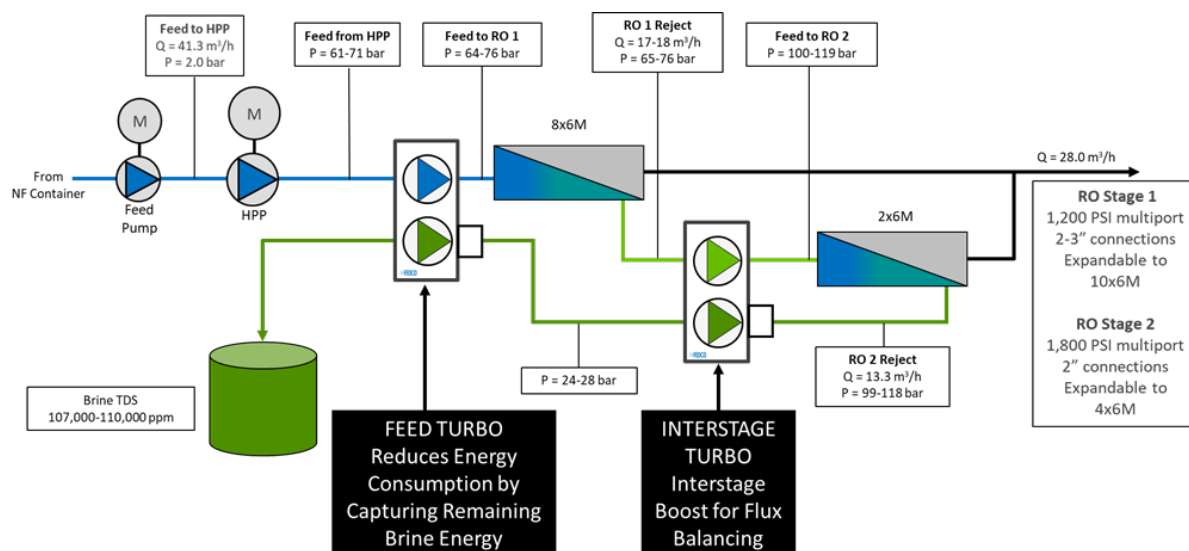 Feed to HPP
Q = 41.3 m³/h
P = 2.0 bar
Feed from HPP
P = 61-71 bar
Feed to RO 1
P = 64-76 bar
RO 1 Reject
Q = 17-18 m³/h
P = 65-76 bar
Feed to RO 2
P = 100-119 bar
M
M
8x6M
From
NF Container
Feed
Pump
HPP
Q = 28.0 m³/h
2x6M
RO Stage 1
1,200 PSI multiport
2-3” connections
Expandable to
10x6M
RO Stage 2
1,800 PSI multiport
2” connections
Expandable to
4x6M
FEDCO
FEDCO
P = 24-28 bar
RO 2 Reject
Q = 13.3 m³/h
P = 99-118 bar
Brine TDS
107,000-110,000 ppm
FEED TURBO
Reduces Energy
Consumption by
Capturing Remaining
Brine Energy
INTERSTAGE
TURBO
Interstage
Boost for Flux
Balancing